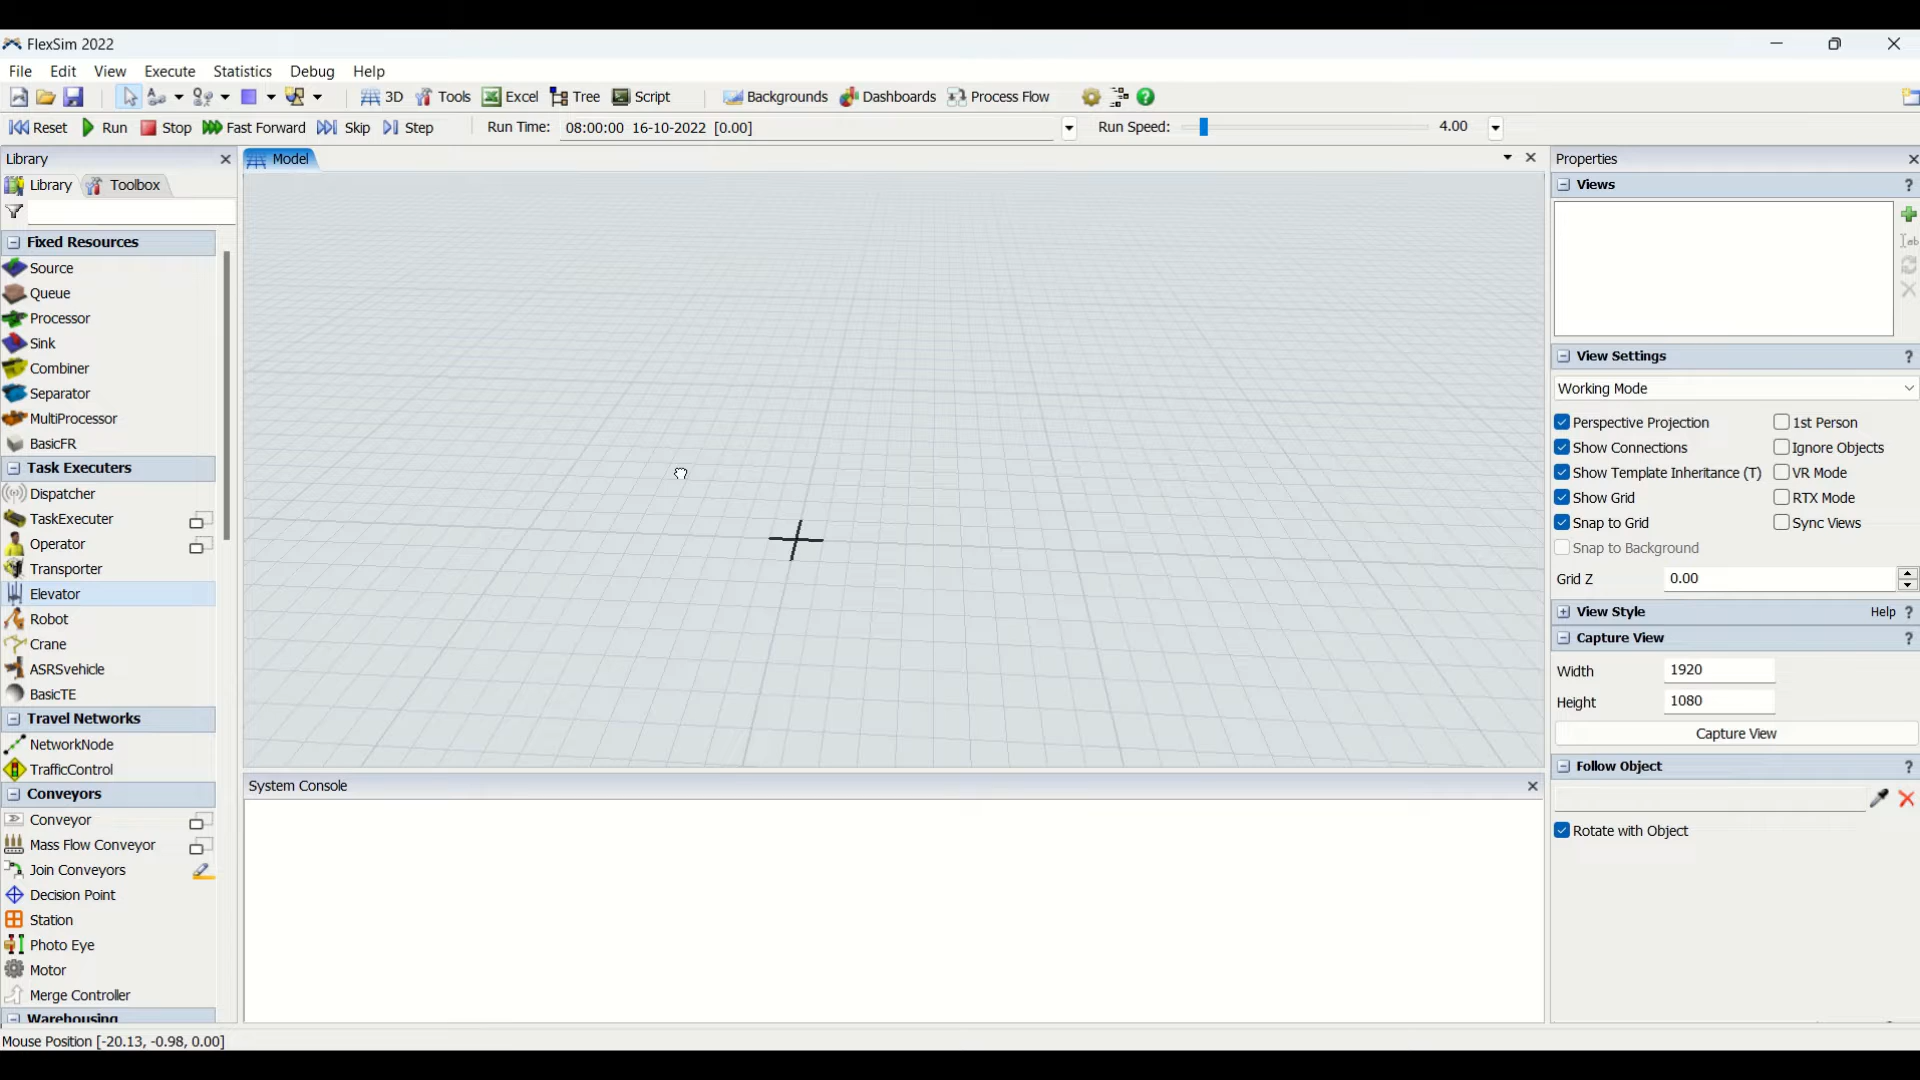 FlexSim 2022
File Edit View Execute Statistics Debug Help
3D Tools Excel Tree Script Backgrounds Dashboards Process Flow
Reset Run Stop Fast Forward Skip Step Run Time: 08:00:00 16-10-2022 [0.00] Run Speed: 4.00
Library
Library Toolbox
Fixed Resources
Source
Queue
Processor
Sink
Combiner
Separator
MultiProcessor
BasicFR
Task Executers
Dispatcher
TaskExecuter
Operator
Transporter
Elevator
Robot
Crane
ASRSvehicle
BasicTE
Travel Networks
NetworkNode
TrafficControl
Conveyors
Conveyor
Mass Flow Conveyor
Join Conveyors
Decision Point
Station
Photo Eye
Motor
Merge Controller
Warehousing
Model
System Console
Properties
Views ?
View Settings ?
Working Mode
Perspective Projection 1st Person
Show Connections Ignore Objects
Show Template Inheritance (T) VR Mode
Show Grid RTX Mode
Snap to Grid Sync Views
Snap to Background
Grid Z 0.00
View Style Help ?
Capture View ?
Width 1920
Height 1080
Capture View
Follow Object ?
Rotate with Object
Mouse Position [-20.13, -0.98, 0.00]